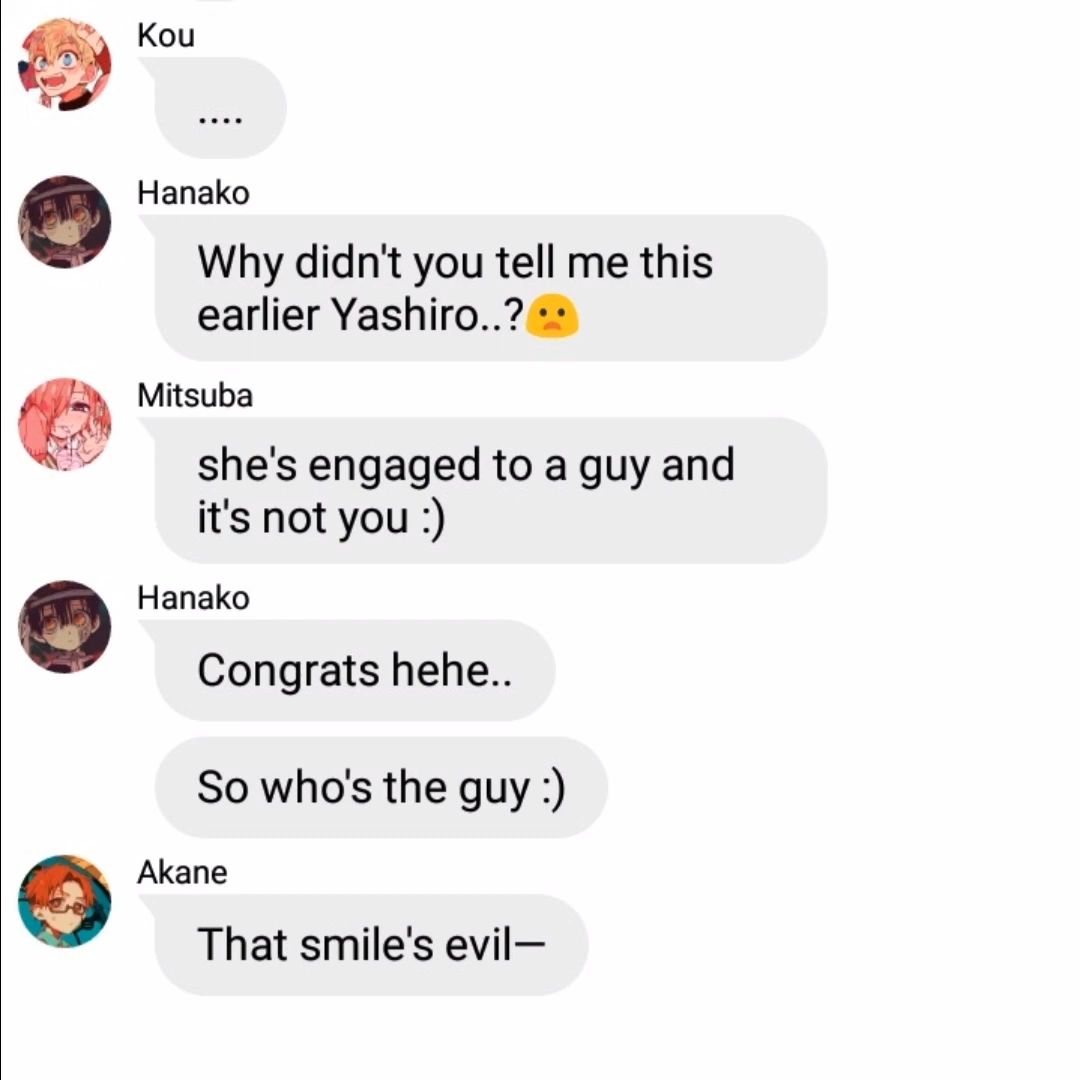 Kou
....
Hanako
Why didn't you tell me this
earlier Yashiro..?😦
Mitsuba
she's engaged to a guy and
it's not you :)
Hanako
Congrats hehe..
So who's the guy :)
Akane
That smile's evil—